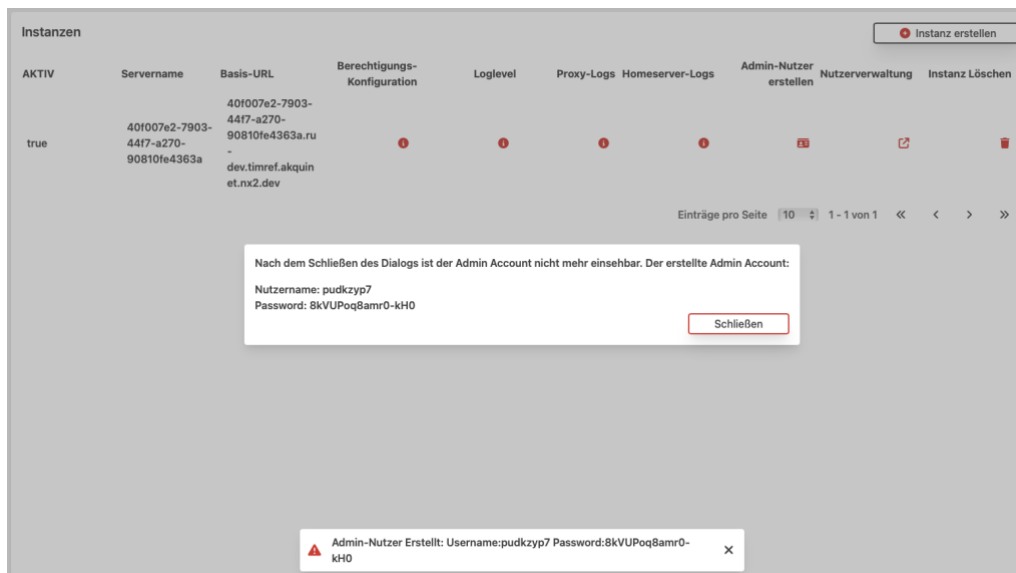 Instanzen
Instanz erstellen
AKTIV
Servername
Basis-URL
Berechtigungs-
Konfiguration
Loglevel
Proxy-Logs
Homeserver-Logs
Admin-Nutzer
erstellen
Nutzerverwaltung
Instanz Löschen
true
40f007e2-7903-
44f7-a270-
90810fe4363a
40f007e2-7903-
44f7-a270-
90810fe4363a.ru
-
dev.timref.akquin
et.nx2.dev
Einträge pro Seite 10 1 - 1 von 1
Nach dem Schließen des Dialogs ist der Admin Account nicht mehr einsehbar. Der erstellte Admin Account:
Nutzername: pudkzyp7
Password: 8kVUPoq8amr0-kH0
Schließen
Admin-Nutzer Erstellt: Username:pudkzyp7 Password:8kVUPoq8amr0-
kH0